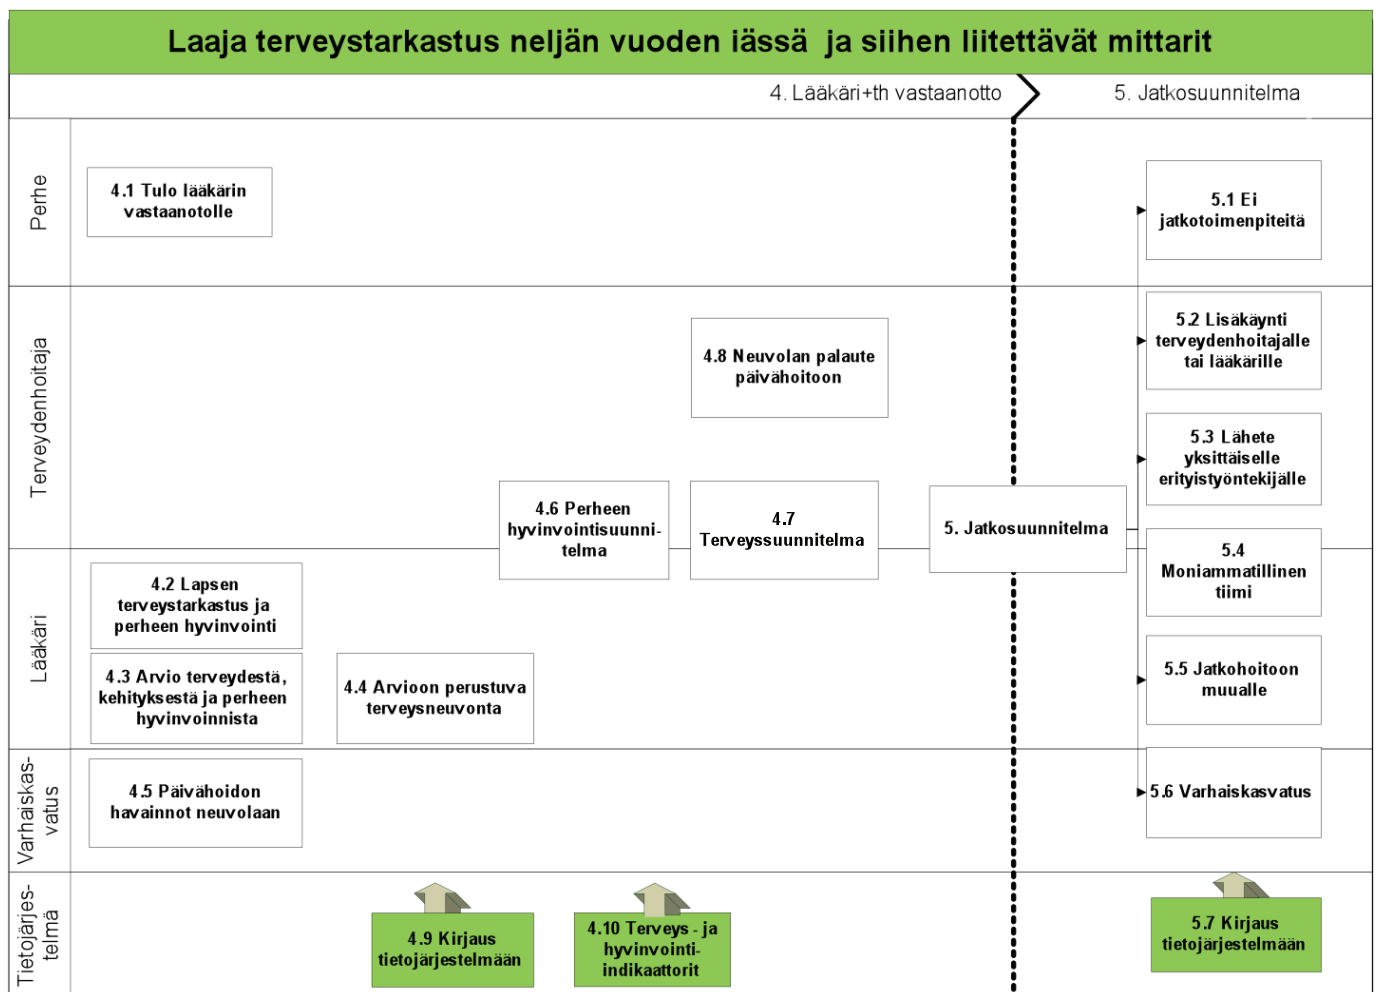 Laaja terveystarkastus neljän vuoden iässä ja siihen liitettävät mittarit
4. Lääkäri+th vastaanotto
5. Jatkosuunnitelma
Perhe
4.1 Tulo lääkärin
vastaanotolle
5.1 Ei
jatkotoimenpiteitä
Terveydenhoitaja
4.8 Neuvolan palaute
päivähoitoon
5.2 Lisäkäynti
terveydenhoitajalle
tai lääkärille
5.3 Lähete
yksittäiselle
erityistyöntekijälle
4.6 Perheen
hyvinvointisuunni-
telma
4.7
Terveyssuunnitelma
5. Jatkosuunnitelma
Lääkäri
4.2 Lapsen
terveystarkastus ja
perheen hyvinvointi
4.3 Arvio terveydestä,
kehityksestä ja perheen
hyvinvoinnista
4.4 Arvioon perustuva
terveysneuvonta
5.4
Moniammatillinen
tiimi
5.5 Jatkohoitoon
muualle
Varhaiskas-
vatus
4.5 Päivähoidon
havainnot neuvolaan
5.6 Varhaiskasvatus
Tietojärjes-
telmä
4.9 Kirjaus
tietojärjestelmään
4.10 Terveys - ja
hyvinvointi-
indikaattorit
5.7 Kirjaus
tietojärjestelmään